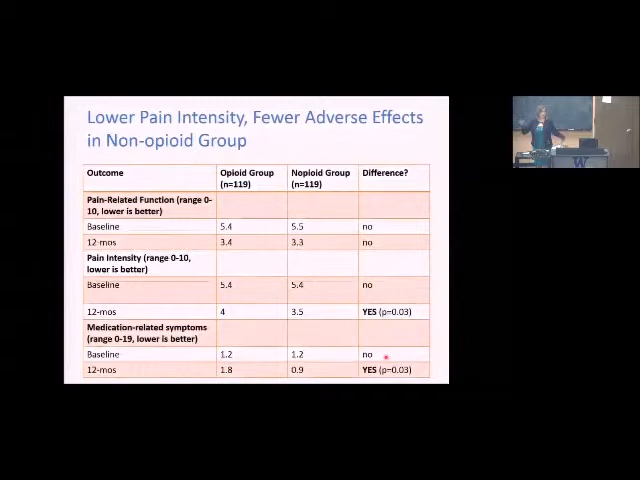 Lower Pain Intensity, Fewer Adverse Effects
in Non-opioid Group
Outcome Opioid Group Nopioid Group Difference?
(n=119) (n=119)
Pain-Related Function (range 0-
10, lower is better)
Baseline 5.4 5.5 no
12-mos 3.4 3.3 no
Pain Intensity (range 0-10,
lower is better)
Baseline 5.4 5.4 no
12-mos 4 3.5 YES (p=0.03)
Medication-related symptoms
(range 0-19, lower is better)
Baseline 1.2 1.2 no
12-mos 1.8 0.9 YES (p=0.03)
W